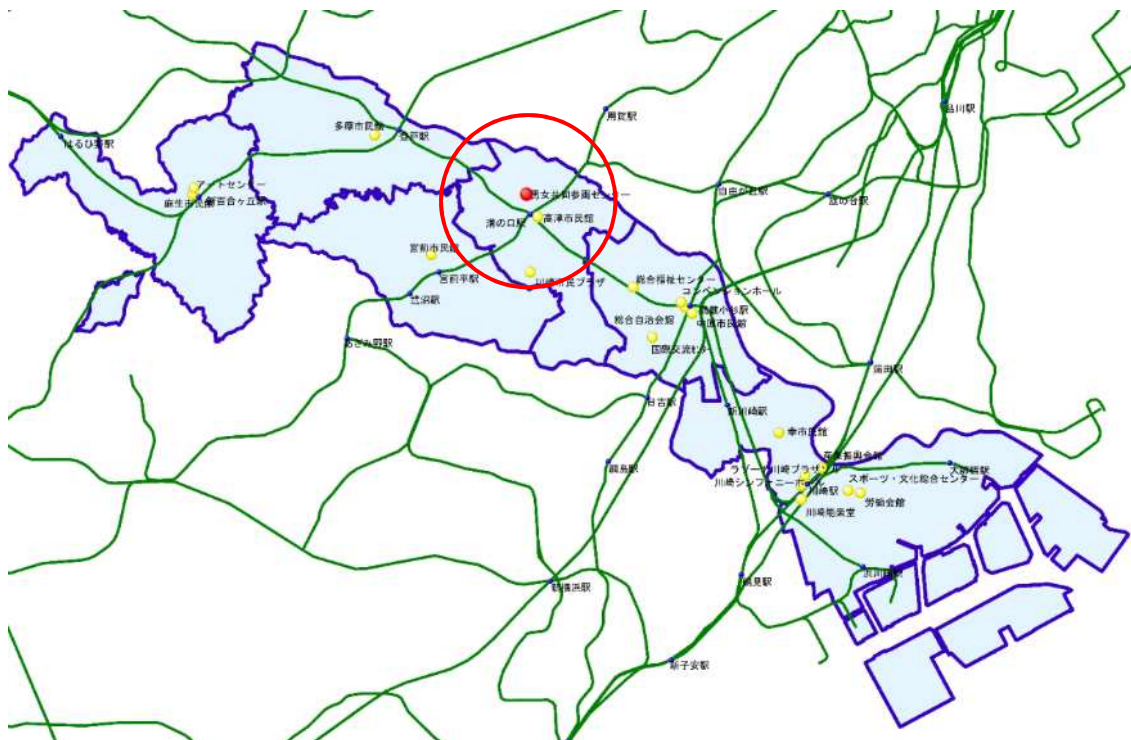 品川駅
用賀駅
多摩市民館
登戸駅
はるひ野駅
アートセンター
麻生市民館
新百合ヶ丘駅
男女共同参画センター
自由が丘駅
旗の台駅
高津市民館
溝の口駅
宮前市民館
宮前平駅
川崎市民プラザ
総合福祉センター
鷺沼駅
コンベンションホール
武蔵小杉駅
中原市民館
総合自治会館
国際交流センター
あざみ野駅
蒲田駅
日吉駅
新川崎駅
幸市民館
産業振興会館
綱島駅
ラゾーナ川崎プラザソル
大師橋駅
川崎シンフォニーホール
スポーツ・文化総合センター
川崎駅
労働会館
川崎能楽堂
浜川崎駅
新横浜駅
鶴見駅
新子安駅